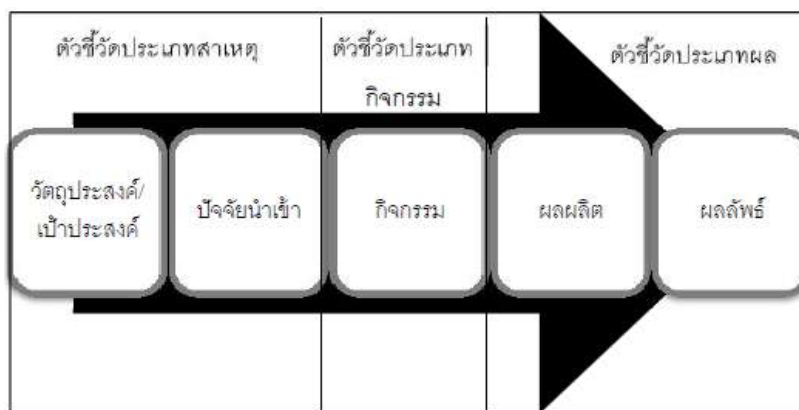 ตัวชี้วัดประเภทสาเหตุ
ตัวชี้วัดประเภท
กิจกรรม
ตัวชี้วัดประเภทผล
วัตถุประสงค์/
เป้าประสงค์
ปัจจัยนำเข้า
กิจกรรม
ผลผลิต
ผลลัพธ์